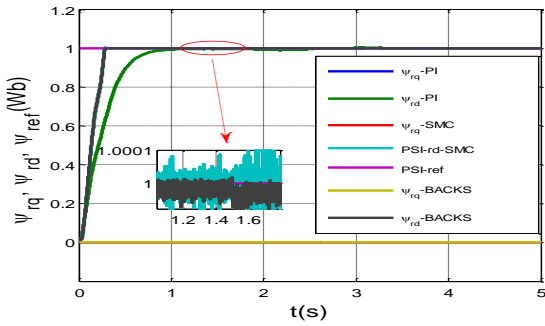 1.2
1
0.8
0.6
0.4
0.2
0
-0.2
ψrq, ψrd, ψref(Wb)
0 1 2 3 4 5
t(s)
1.0001
1
1.2 1.4 1.6
ψrq-PI
ψrd-PI
ψrq-SMC
PSI-rd-SMC
PSI-ref
ψrq-BACKS
ψrd-BACKS